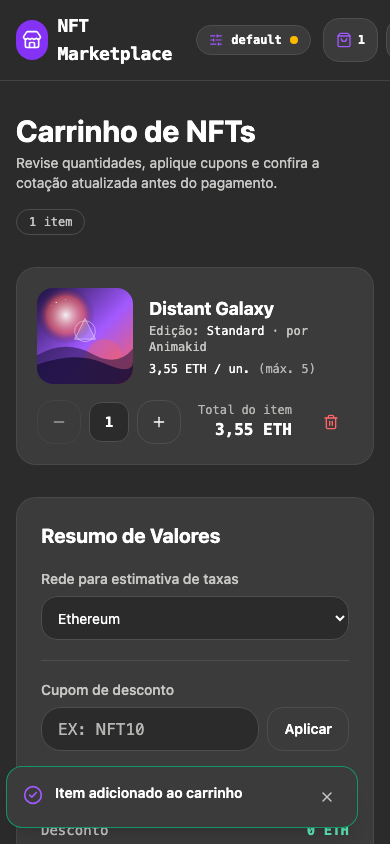 NFT
Marketplace
default
1
Carrinho de NFTs
Revise quantidades, aplique cupons e confira a
cotação atualizada antes do pagamento.
1 item
Distant Galaxy
Edição: Standard · por
Animakid
3,55 ETH / un. (máx. 5)
− 1 +
Total do item
3,55 ETH
Resumo de Valores
Rede para estimativa de taxas
Ethereum
Cupom de desconto
EX: NFT10
Aplicar
Item adicionado ao carrinho
Desconto
0 ETH